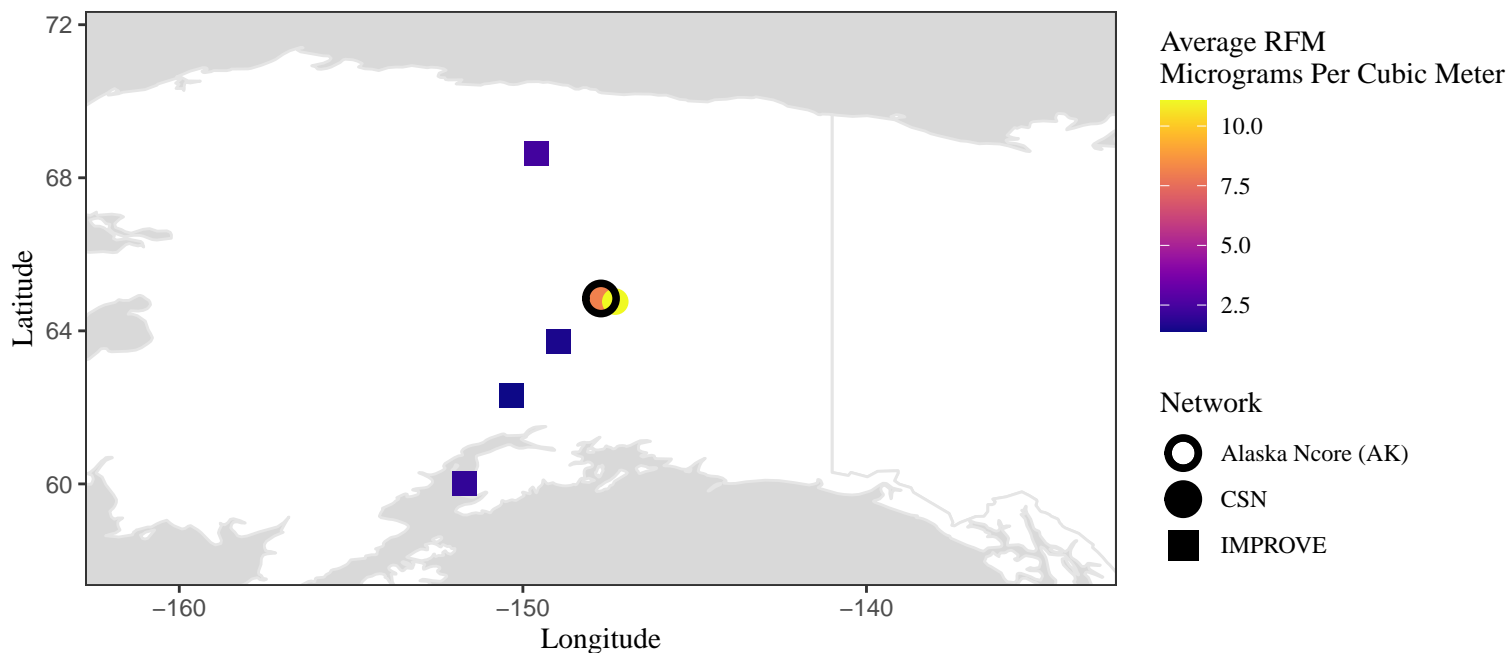 72
68
64
60
Latitude
−160
−150
−140
Longitude
Average RFM
Micrograms Per Cubic Meter
10.0
7.5
5.0
2.5
Network
Alaska Ncore (AK)
CSN
IMPROVE